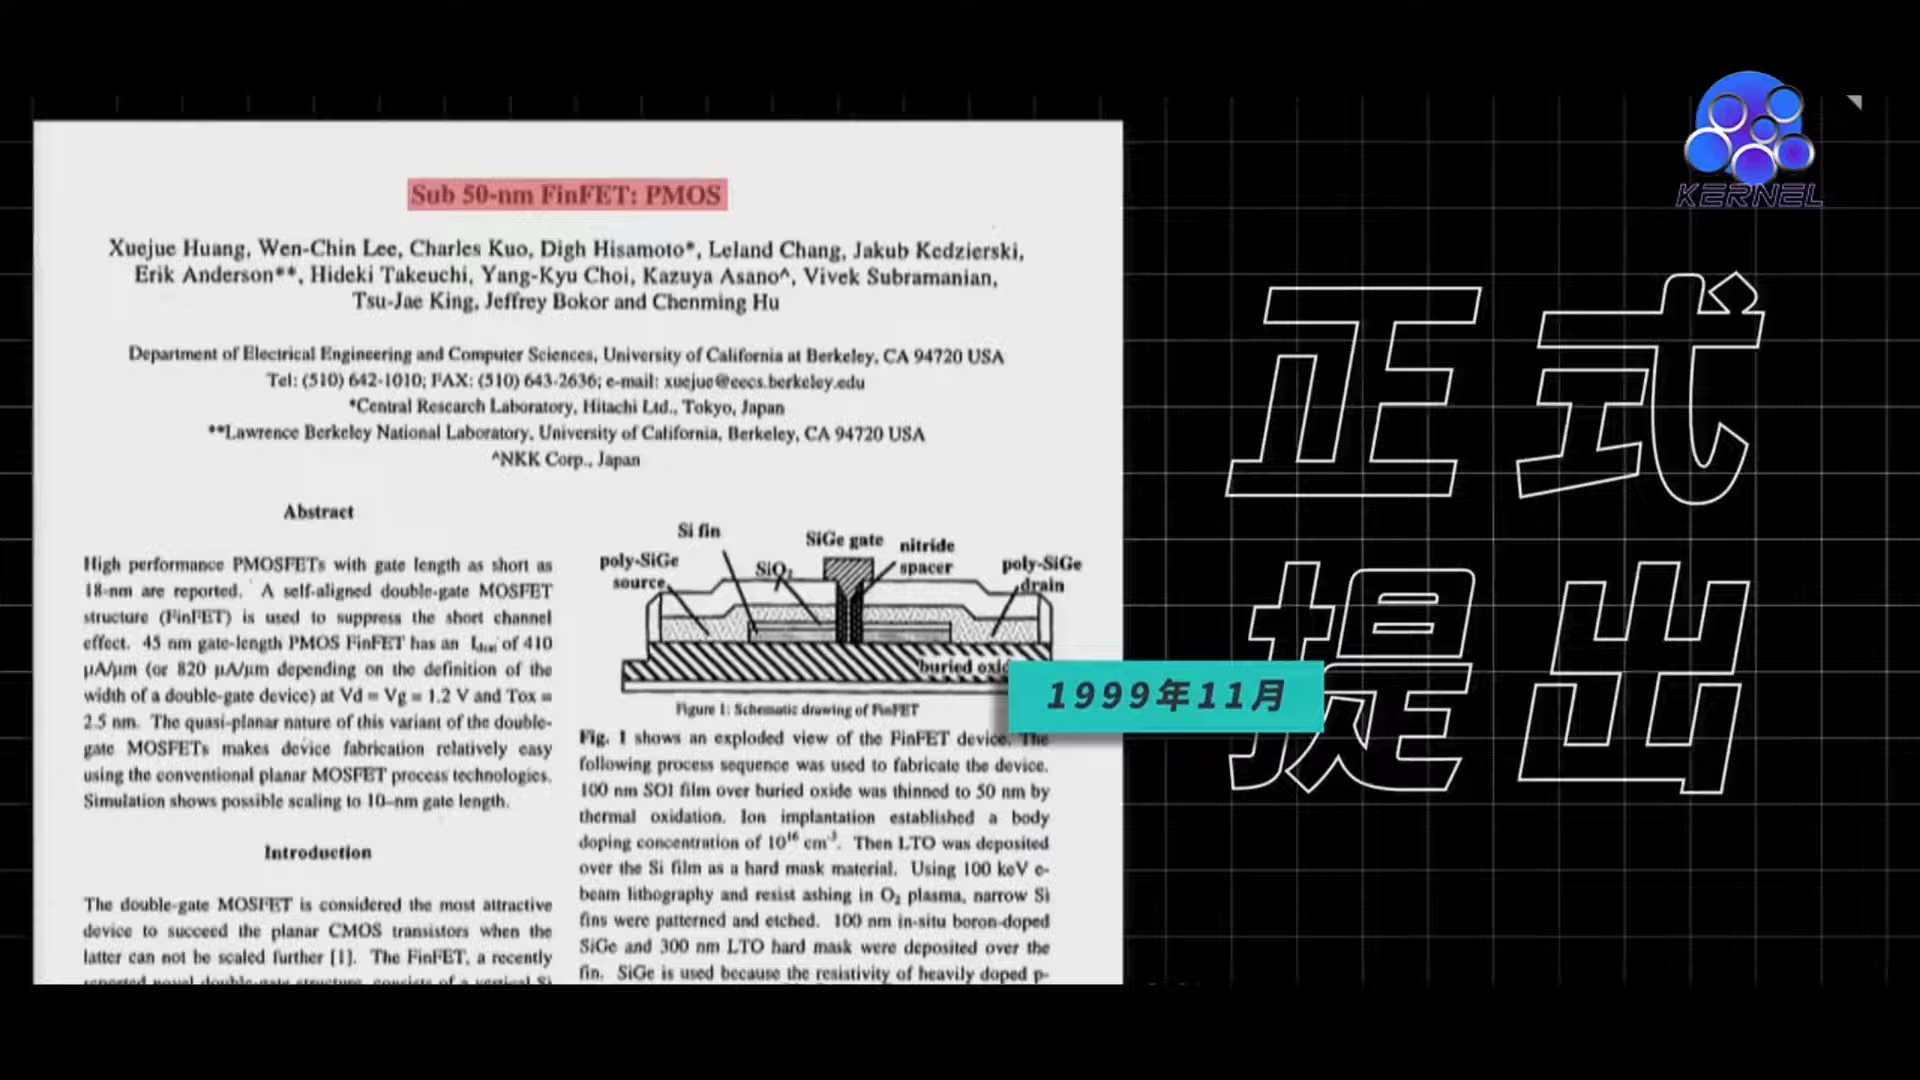 KERNEL
Sub 50-nm FinFET: PMOS
Xuejue Huang, Wen-Chin Lee, Charles Kuo, Digh Hisamoto*, Leland Chang, Jakub Kedzierski,
Erik Anderson**, Hideki Takeuchi, Yang-Kyu Choi, Kazuya Asano^, Vivek Subramanian,
Tsu-Jae King, Jeffrey Bokor and Chenming Hu
Department of Electrical Engineering and Computer Sciences, University of California at Berkeley, CA 94720 USA
Tel: (510) 642-1010; FAX: (510) 643-2636; e-mail: xuejue@eecs.berkeley.edu
*Central Research Laboratory, Hitachi Ltd., Tokyo, Japan
**Lawrence Berkeley National Laboratory, University of California, Berkeley, CA 94720 USA
^NKK Corp., Japan
Abstract
High performance PMOSFETs with gate length as short as
18-nm are reported. A self-aligned double-gate MOSFET
structure (FinFET) is used to suppress the short channel
effect. 45 nm gate-length PMOS FinFET has an Idsat of 410
μA/μm (or 820 μA/μm depending on the definition of the
width of a double-gate device) at Vd = Vg = 1.2 V and Tox =
2.5 nm. The quasi-planar nature of this variant of the double-
gate MOSFETs makes device fabrication relatively easy
using the conventional planar MOSFET process technologies.
Simulation shows possible scaling to 10-nm gate length.
Introduction
The double-gate MOSFET is considered the most attractive
device to succeed the planar CMOS transistors when the
latter can not be scaled further [1]. The FinFET, a recently
reported novel double-gate structure, consists of a vertical Si
Si fin
SiGe gate
nitride
spacer
poly-SiGe
source
SiO₂
poly-SiGe
drain
buried
Figure 1: Schematic drawing of FinFET
Fig. 1 shows an exploded view of the FinFET device. The
following process sequence was used to fabricate the device.
100 nm SOI film over buried oxide was thinned to 50 nm by
thermal oxidation. Ion implantation established a body
doping concentration of 10¹⁶ cm⁻³. Then LTO was deposited
over the Si film as a hard mask material. Using 100 keV e-
beam lithography and resist ashing in O₂ plasma, narrow Si
fins were patterned and etched. 100 nm in-situ boron-doped
SiGe and 300 nm LTO hard mask were deposited over the
fin. SiGe is used because the resistivity of heavily doped p-
1999年11月
正式
提出